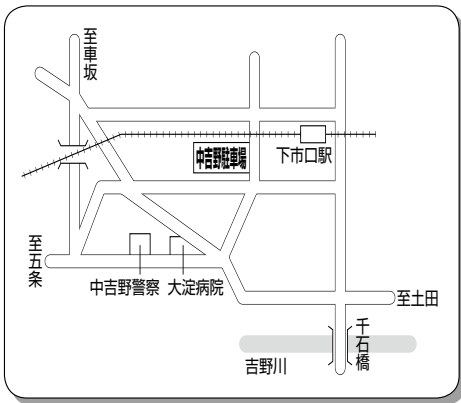 至車坂
中吉野駐車場
下市口駅
至五条
中吉野警察
大淀病院
至土田
千石橋
吉野川